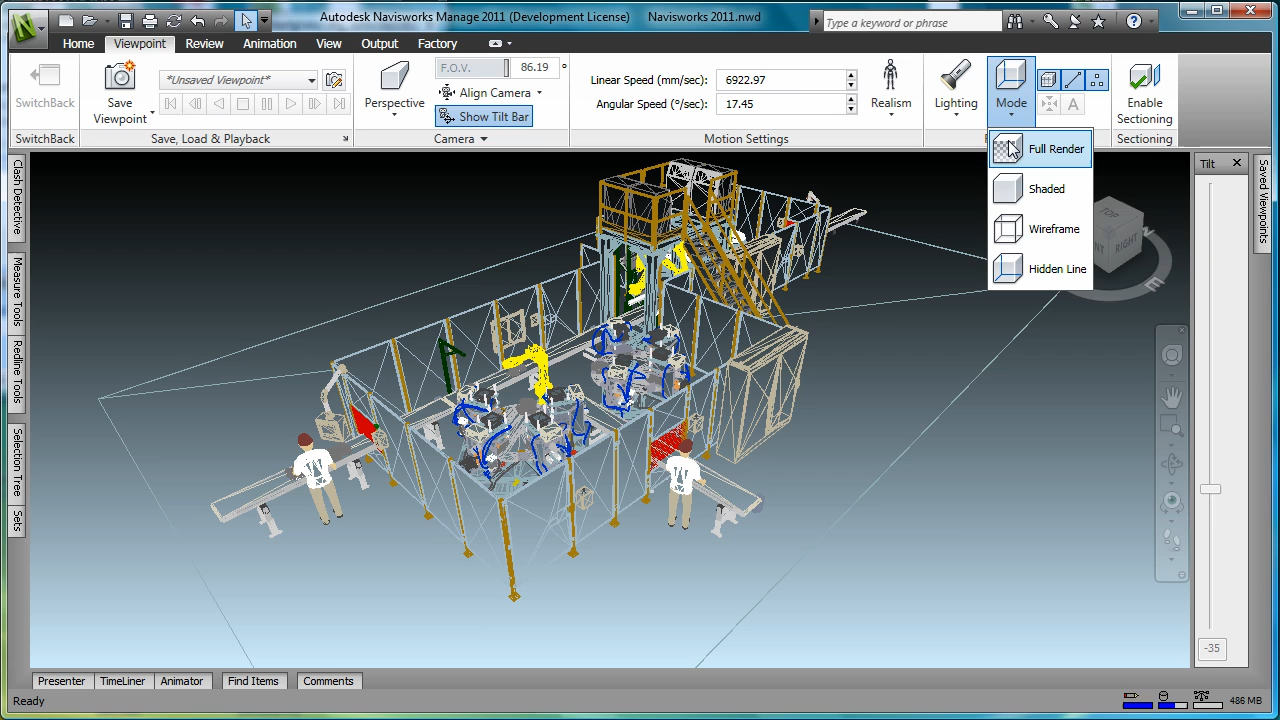 Autodesk Navisworks Manage 2011 (Development License) Navisworks 2011.nwd
Type a keyword or phrase
Home Viewpoint Review Animation View Output Factory
SwitchBack
Save
Viewpoint
*Unsaved Viewpoint*
Perspective
F.O.V. 86.19 °
Align Camera
Show Tilt Bar
Linear Speed (mm/sec): 6922.97
Angular Speed (°/sec): 17.45
Realism
Lighting
Mode
A
Enable
Sectioning
SwitchBack Save, Load & Playback Camera Motion Settings Sectioning
Full Render
Shaded
Wireframe
Hidden Line
Clash Detective
Measure Tools
Redline Tools
Selection Tree
Sets
TOP
RIGHT
E
Tilt
-35
Saved Viewpoints
Presenter TimeLiner Animator Find Items Comments
Ready
486 MB